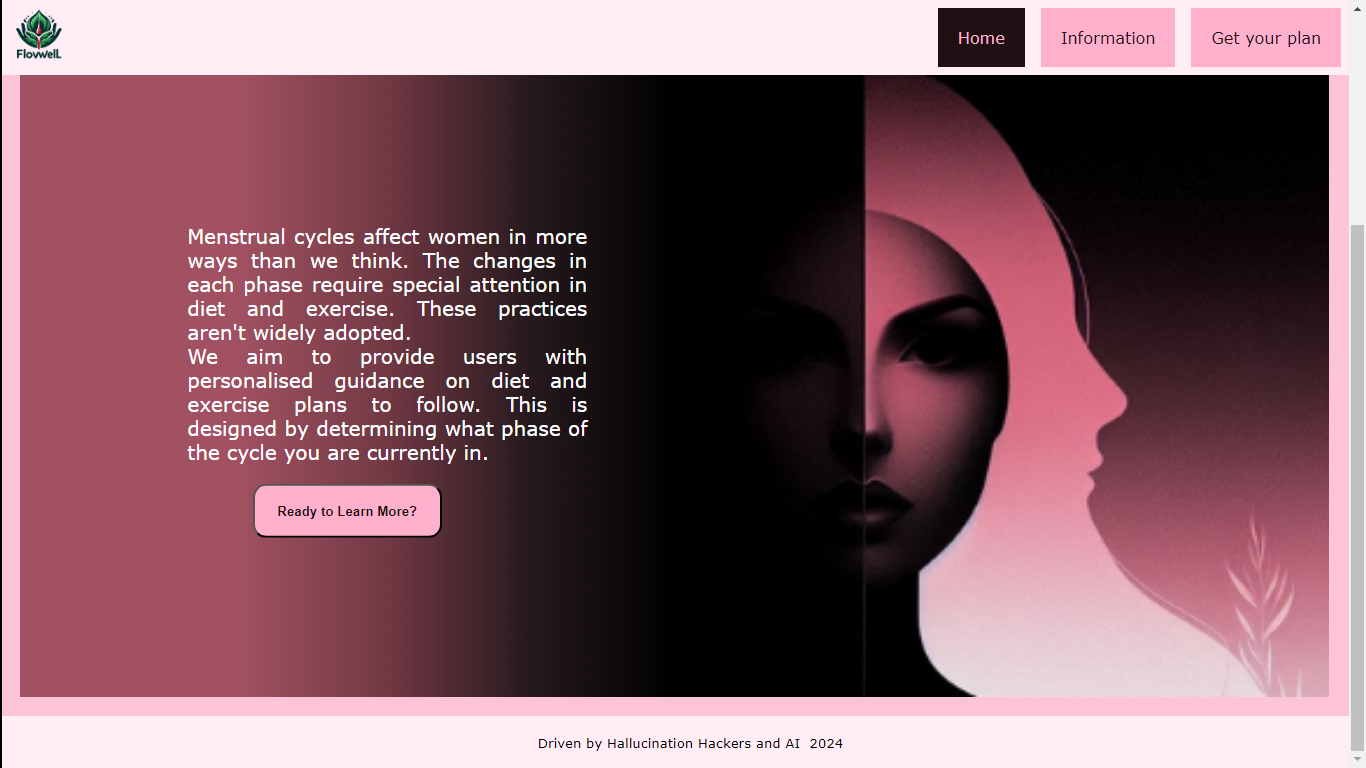 FlovwelL
Home
Information
Get your plan
Menstrual cycles affect women in more
ways than we think. The changes in
each phase require special attention in
diet and exercise. These practices
aren't widely adopted.
We aim to provide users with
personalised guidance on diet and
exercise plans to follow. This is
designed by determining what phase of
the cycle you are currently in.
Ready to Learn More?
Driven by Hallucination Hackers and AI 2024